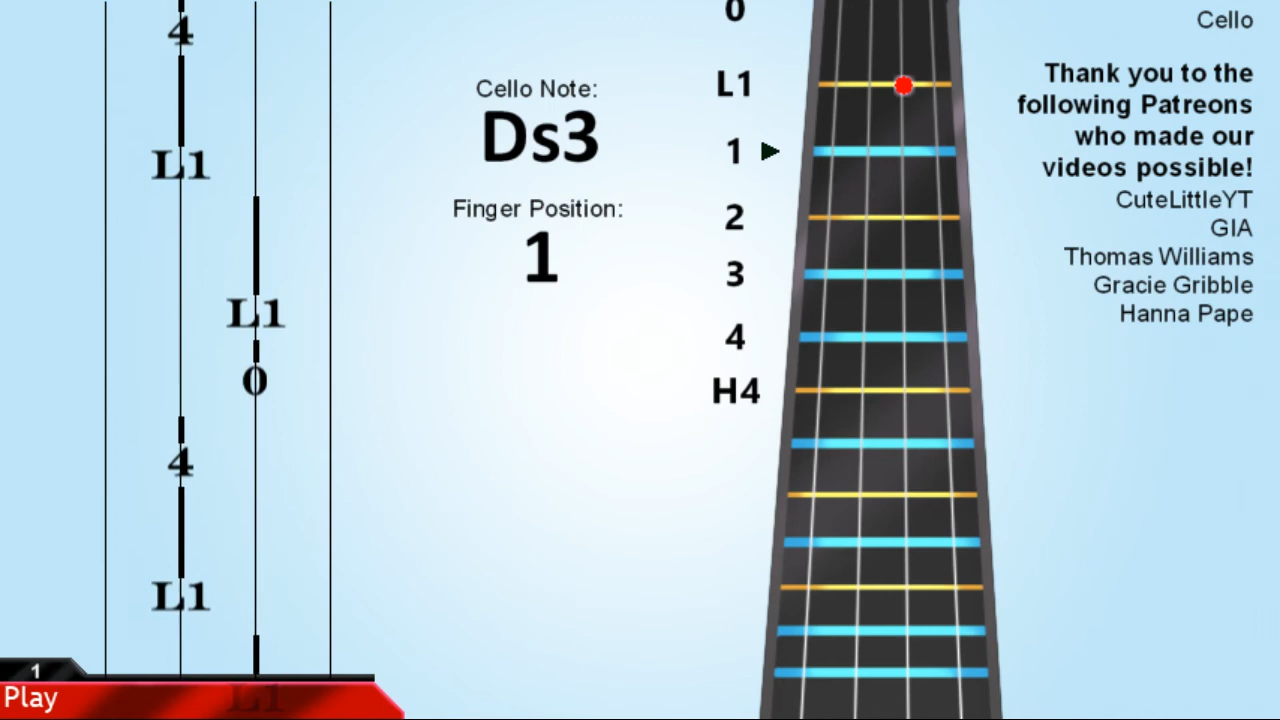 4
L1
L1
0
4
L1
L1
1
Play
Cello Note:
Ds3
Finger Position:
1
0
L1
1
2
3
4
H4
Cello
Thank you to the
following Patreons
who made our
videos possible!
CuteLittleYT
GIA
Thomas Williams
Gracie Gribble
Hanna Pape